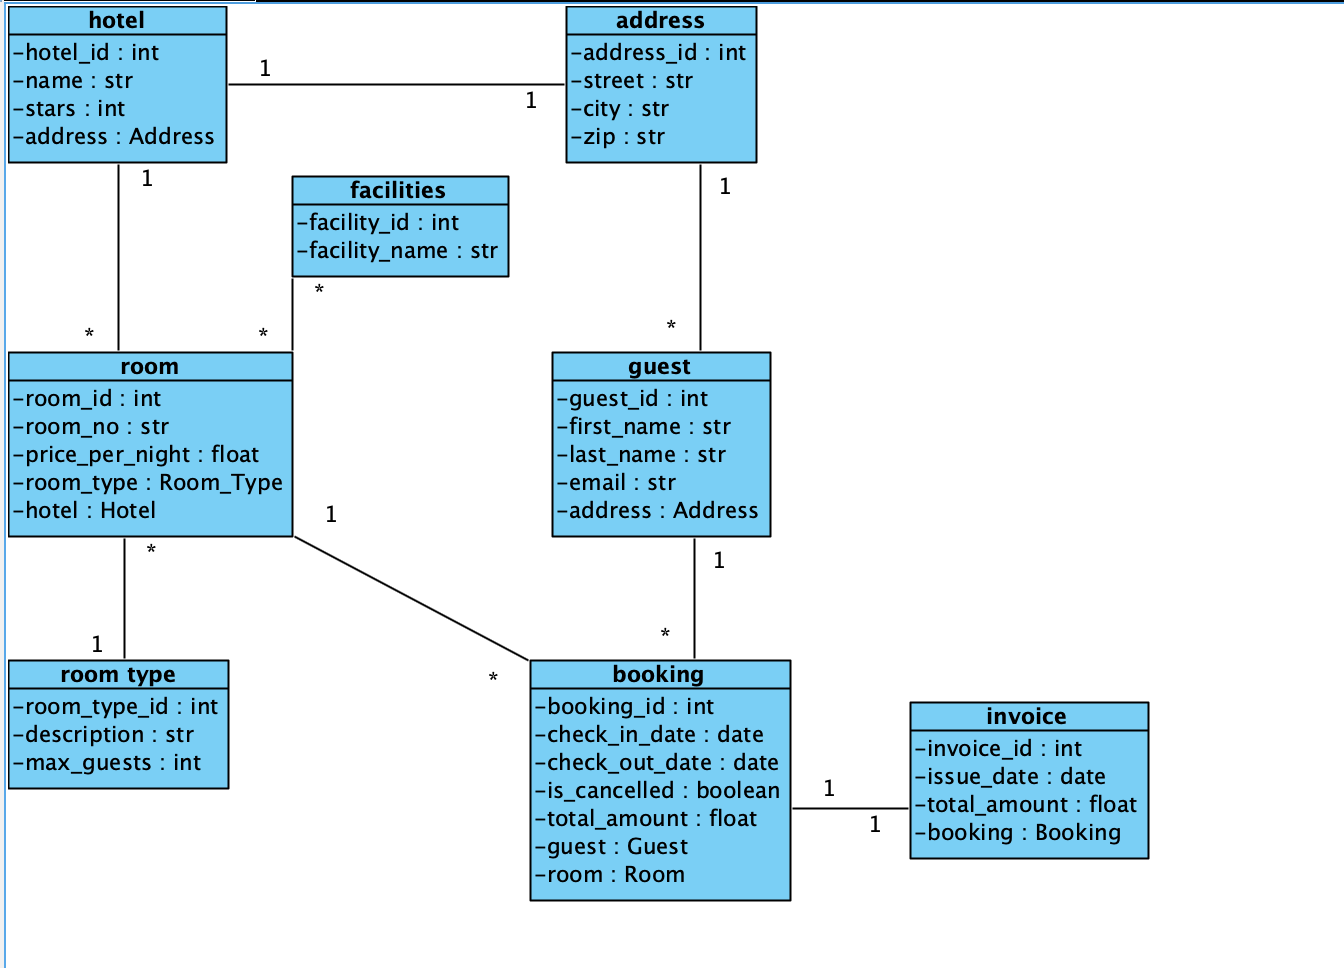 hotel
-hotel_id : int
-name : str
-stars : int
-address : Address
1
1
address
-address_id : int
-street : str
-city : str
-zip : str
1
*
1
*
facilities
-facility_id : int
-facility_name : str
*
*
room
-room_id : int
-room_no : str
-price_per_night : float
-room_type : Room_Type
-hotel : Hotel
guest
-guest_id : int
-first_name : str
-last_name : str
-email : str
-address : Address
*
1
1
*
1
*
room type
-room_type_id : int
-description : str
-max_guests : int
booking
-booking_id : int
-check_in_date : date
-check_out_date : date
-is_cancelled : boolean
-total_amount : float
-guest : Guest
-room : Room
1
1
invoice
-invoice_id : int
-issue_date : date
-total_amount : float
-booking : Booking